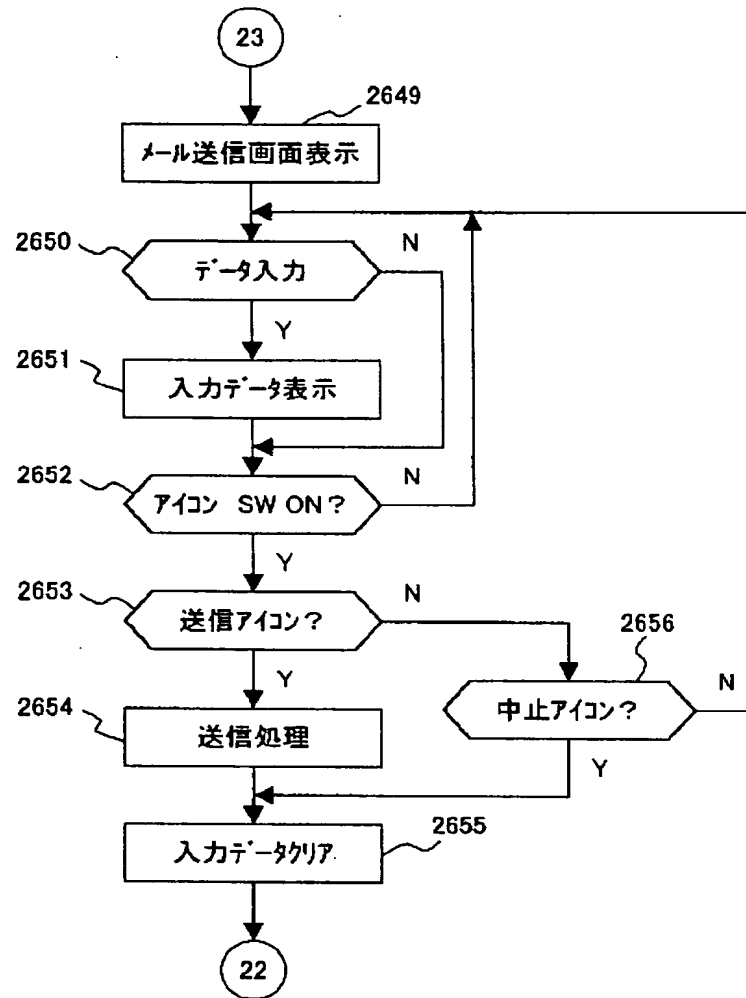 23
2649
メール送信画面表示
2650
データ入力
N
Y
2651
入力データ表示
2652
アイコン SW ON？
N
Y
2653
送信アイコン？
N
Y
2656
中止アイコン？
N
Y
2654
送信処理
2655
入力データクリア
22